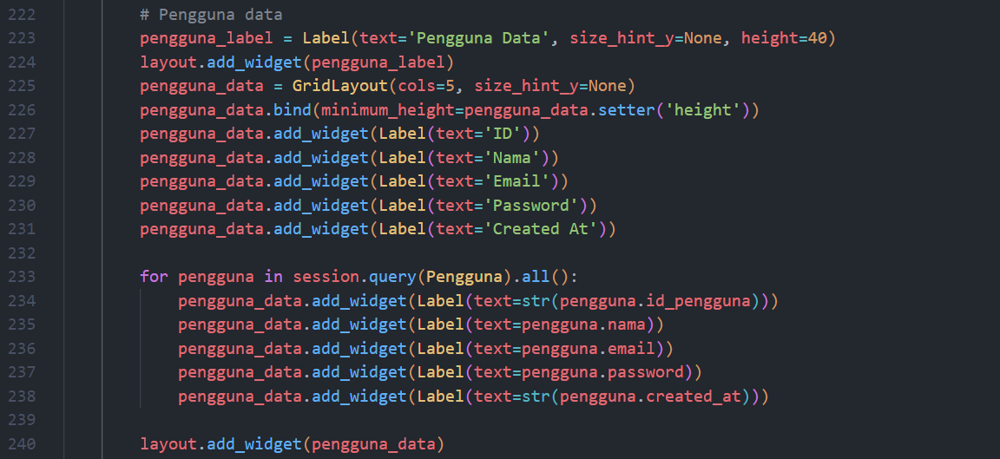 222 # Pengguna data
223 pengguna_label = Label(text='Pengguna Data', size_hint_y=None, height=40)
224 layout.add_widget(pengguna_label)
225 pengguna_data = GridLayout(cols=5, size_hint_y=None)
226 pengguna_data.bind(minimum_height=pengguna_data.setter('height'))
227 pengguna_data.add_widget(Label(text='ID'))
228 pengguna_data.add_widget(Label(text='Nama'))
229 pengguna_data.add_widget(Label(text='Email'))
230 pengguna_data.add_widget(Label(text='Password'))
231 pengguna_data.add_widget(Label(text='Created At'))
232
233 for pengguna in session.query(Pengguna).all():
234     pengguna_data.add_widget(Label(text=str(pengguna.id_pengguna)))
235     pengguna_data.add_widget(Label(text=pengguna.nama))
236     pengguna_data.add_widget(Label(text=pengguna.email))
237     pengguna_data.add_widget(Label(text=pengguna.password))
238     pengguna_data.add_widget(Label(text=str(pengguna.created_at)))
239
240 layout.add_widget(pengguna_data)